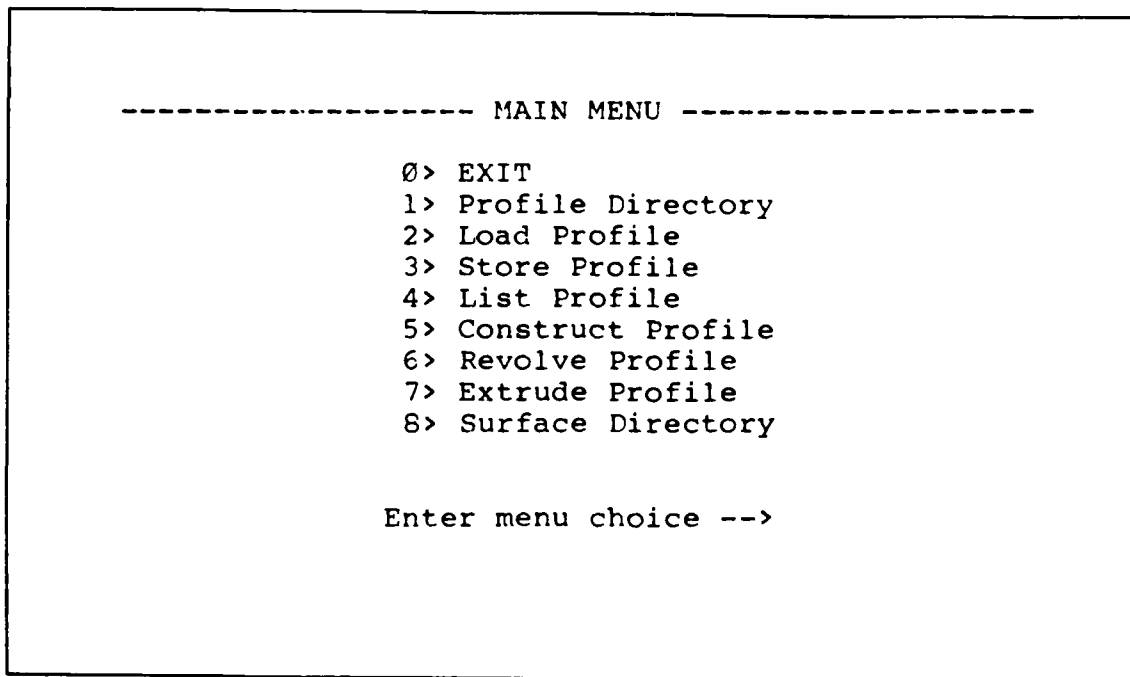 ------------------- MAIN MENU -------------------
0> EXIT
1> Profile Directory
2> Load Profile
3> Store Profile
4> List Profile
5> Construct Profile
6> Revolve Profile
7> Extrude Profile
8> Surface Directory
Enter menu choice -->